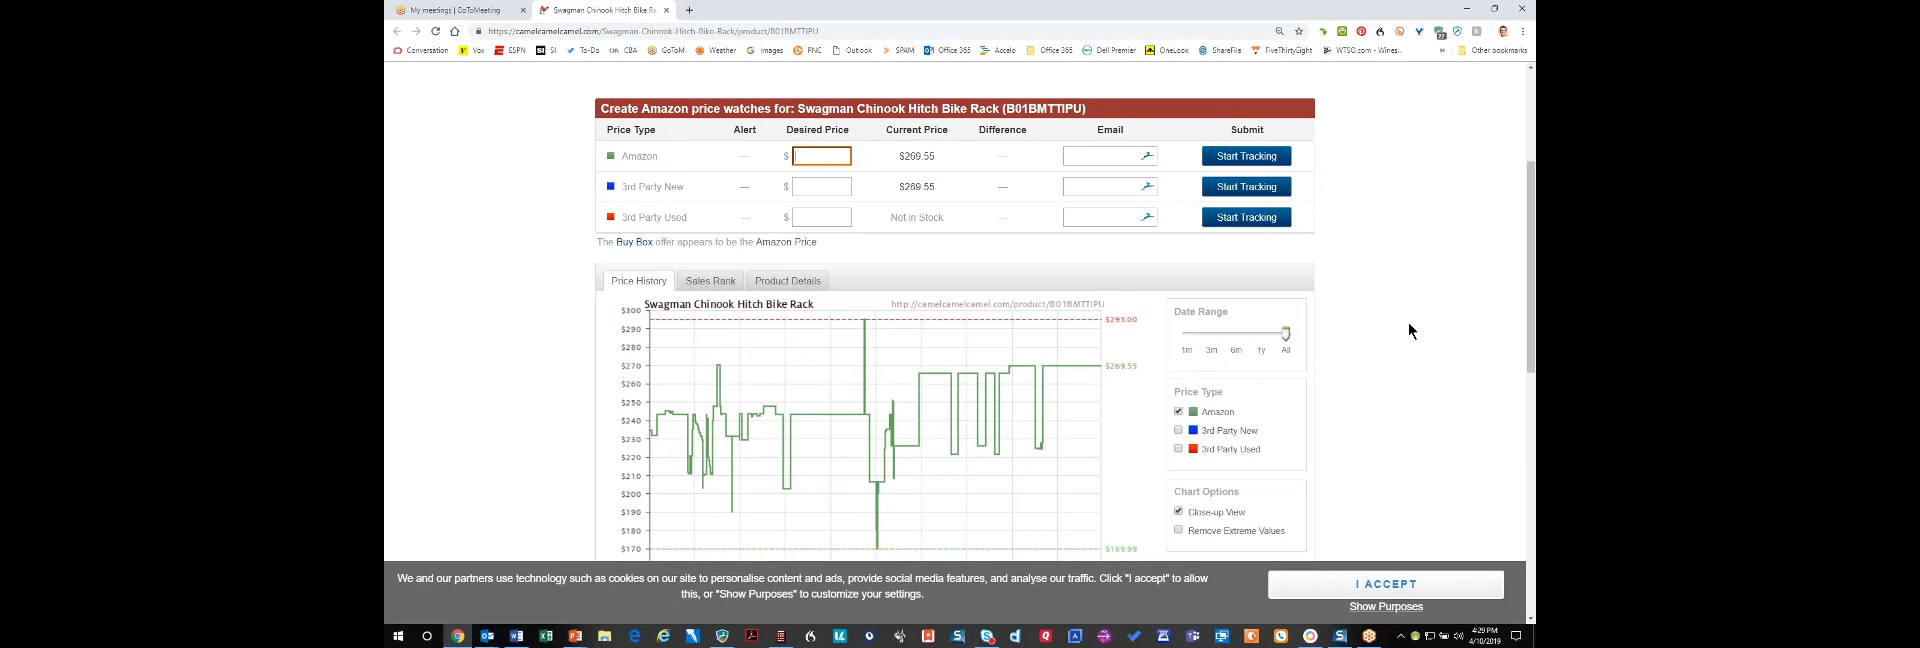 My meetings | GoToMeeting
Swagman Chinook Hitch Bike Ra
https://camelcamelcamel.com/Swagman-Chinook-Hitch-Bike-Rack/product/B01BMTTIPU
Conversation Vox ESPN SI To-Do CBA GoToM Weather Images PNC Outlook SPAM Office 365 Accelo Office 365 Dell Premier OneLook ShareFile FiveThirtyEight WTSO.com - Wines... » Other bookmarks
Create Amazon price watches for: Swagman Chinook Hitch Bike Rack (B01BMTTIPU)
Price Type Alert Desired Price Current Price Difference Email Submit
Amazon — $ $269.55 — Start Tracking
3rd Party New — $ $269.55 — Start Tracking
3rd Party Used — $ Not in Stock — Start Tracking
The Buy Box offer appears to be the Amazon Price
Price History Sales Rank Product Details
Swagman Chinook Hitch Bike Rack http://camelcamelcamel.com/product/B01BMTTIPU
$300
$290
$280
$270
$260
$250
$240
$230
$220
$210
$200
$190
$180
$170
$295.00
$269.55
$169.99
Date Range
1m 3m 6m 1y All
Price Type
Amazon
3rd Party New
3rd Party Used
Chart Options
Close-up View
Remove Extreme Values
We and our partners use technology such as cookies on our site to personalise content and ads, provide social media features, and analyse our traffic. Click "I accept" to allow
this, or "Show Purposes" to customize your settings.
I ACCEPT
Show Purposes
4:29 PM
4/10/2019